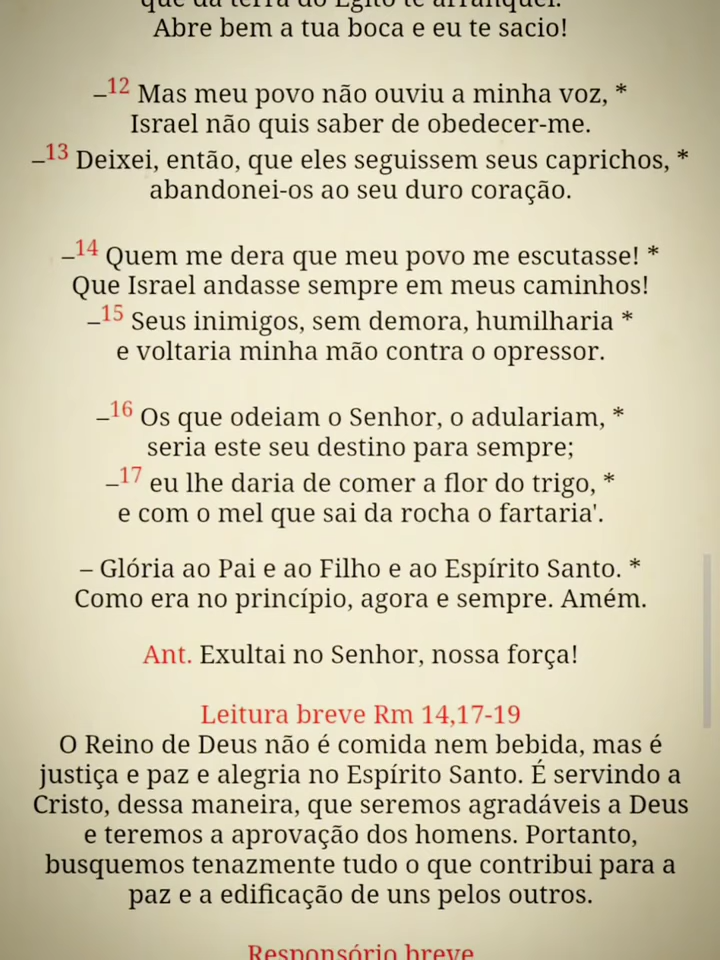 que da terra do Egito te arranquei.
Abre bem a tua boca e eu te sacio!
–12 Mas meu povo não ouviu a minha voz, *
Israel não quis saber de obedecer-me.
–13 Deixei, então, que eles seguissem seus caprichos, *
abandonei-os ao seu duro coração.
–14 Quem me dera que meu povo me escutasse! *
Que Israel andasse sempre em meus caminhos!
–15 Seus inimigos, sem demora, humilharia *
e voltaria minha mão contra o opressor.
–16 Os que odeiam o Senhor, o adulariam, *
seria este seu destino para sempre;
–17 eu lhe daria de comer a flor do trigo, *
e com o mel que sai da rocha o fartaria'.
– Glória ao Pai e ao Filho e ao Espírito Santo. *
Como era no princípio, agora e sempre. Amém.
Ant. Exultai no Senhor, nossa força!
Leitura breve Rm 14,17-19
O Reino de Deus não é comida nem bebida, mas é
justiça e paz e alegria no Espírito Santo. É servindo a
Cristo, dessa maneira, que seremos agradáveis a Deus
e teremos a aprovação dos homens. Portanto,
busquemos tenazmente tudo o que contribui para a
paz e a edificação de uns pelos outros.
Responsório breve